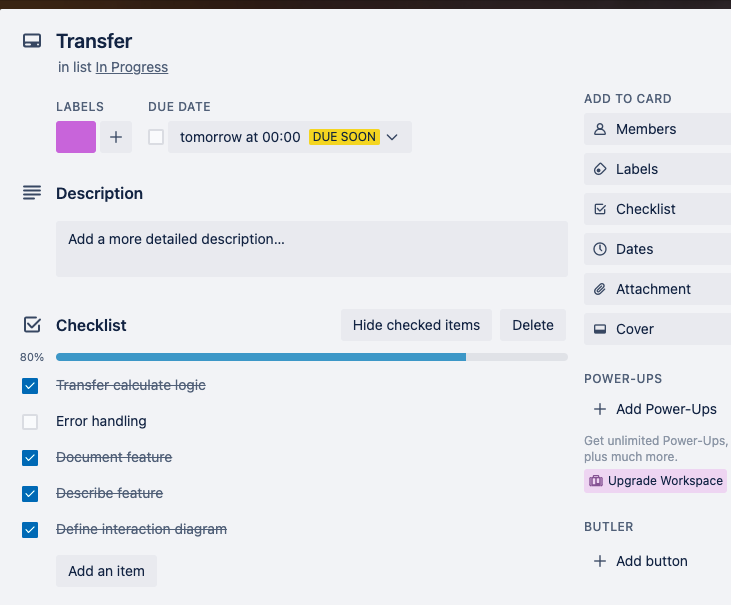 Transfer
in list In Progress
LABELS
DUE DATE
tomorrow at 00:00 DUE SOON
Description
Add a more detailed description...
Checklist
Hide checked items
Delete
80%
Transfer calculate logic
Error handling
Document feature
Describe feature
Define interaction diagram
Add an item
ADD TO CARD
Members
Labels
Checklist
Dates
Attachment
Cover
POWER-UPS
+ Add Power-Ups
Get unlimited Power-Ups,
plus much more.
Upgrade Workspace
BUTLER
+ Add button